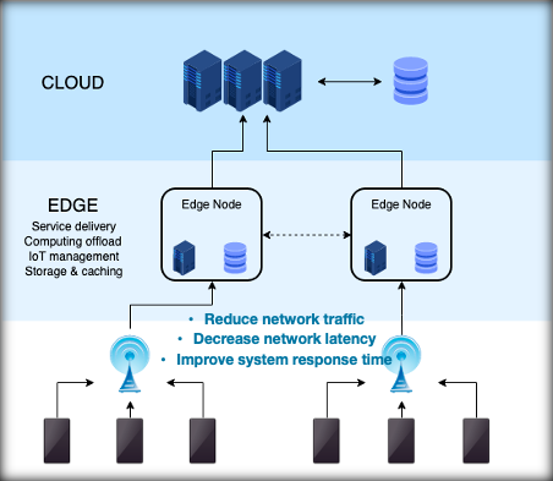 CLOUD
EDGE
Service delivery
Computing offload
IoT management
Storage & caching
Edge Node
Edge Node
• Reduce network traffic
• Decrease network latency
• Improve system response time